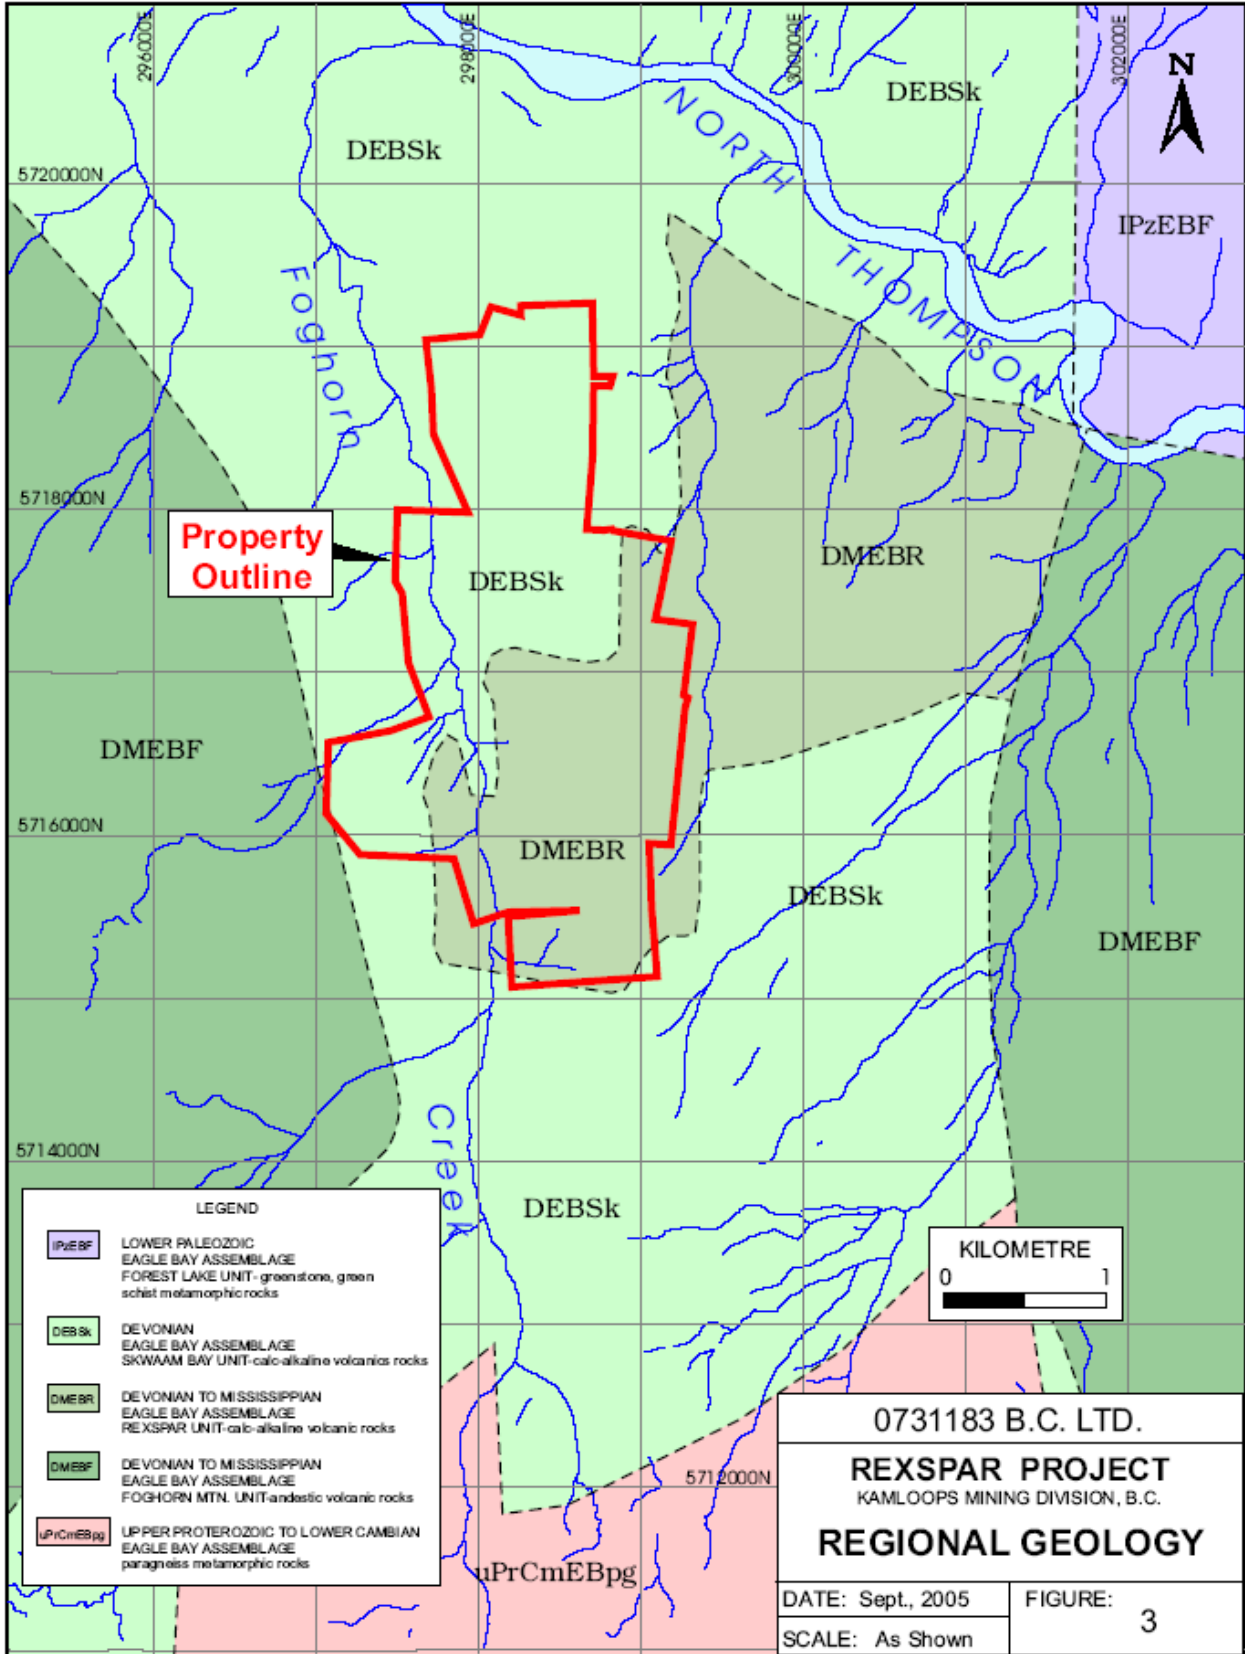 296000E
298000E
300000E
302000E
N
DEBSk
NORTH
DEBSk
5720000N
IPzEBF
THOMPSON
Foghorn
5718000N
Property
Outline
DMEBR
DEBSk
DMEBF
5716000N
DMEBR
DEBSk
DMEBF
Creek
5714000N
DEBSk
LEGEND
IPzEBF
LOWER PALEOZOIC
EAGLE BAY ASSEMBLAGE
FOREST LAKE UNIT- greenstone, green
schist metamorphic rocks
DEBSk
DEVONIAN
EAGLE BAY ASSEMBLAGE
SKWAAM BAY UNIT-calc-alkaline volcanics rocks
DMEBR
DEVONIAN TO MISSISSIPPIAN
EAGLE BAY ASSEMBLAGE
REXSPAR UNIT-calc-alkaline volcanic rocks
DMEBF
DEVONIAN TO MISSISSIPPIAN
EAGLE BAY ASSEMBLAGE
FOGHORN MTN. UNIT-andestic volcanic rocks
uPrCmEBpg
UPPER PROTEROZOIC TO LOWER CAMBIAN
EAGLE BAY ASSEMBLAGE
paragneiss metamorphic rocks
KILOMETRE
0 1
5712000N
uPrCmEBpg
0731183 B.C. LTD.
REXSPAR PROJECT
KAMLOOPS MINING DIVISION, B.C.
REGIONAL GEOLOGY
DATE: Sept., 2005
FIGURE:
3
SCALE: As Shown